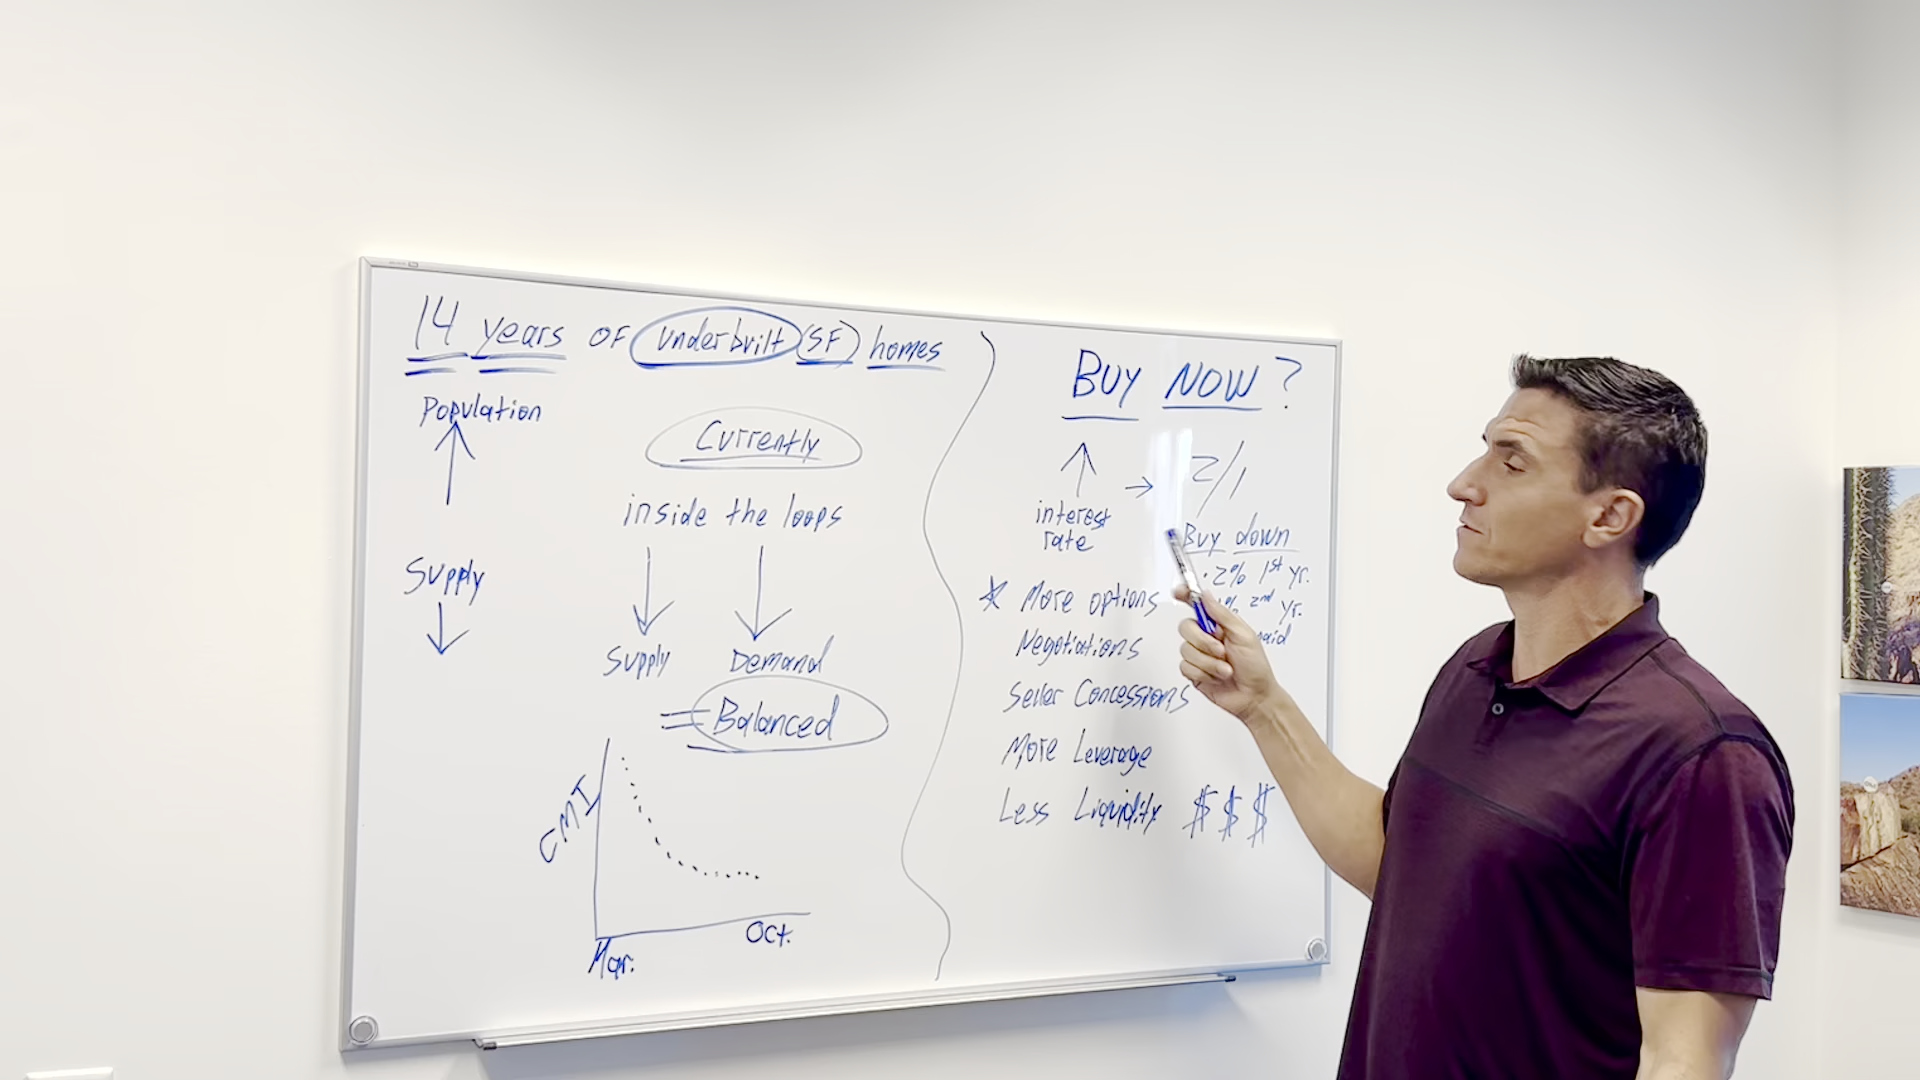 14 years OF Underbuilt (SF) homes
Population
Supply
Currently
inside the loops
Supply Demand
= Balanced
CMI
Mar. Oct.
BUY NOW?
interest
rate
2/1
Buy down
· 2% 1st yr.
% 2nd yr.
More options
Negotiations
Seller Concessions
More Leverage
Less Liquidity $ $ $